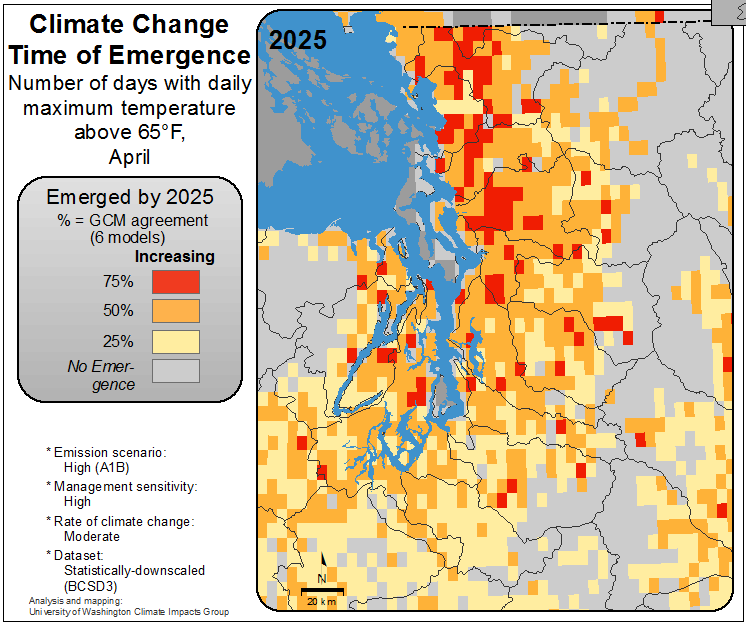 Climate Change
Time of Emergence
Number of days with daily
maximum temperature
above 65°F,
April
Emerged by 2025
% = GCM agreement
(6 models)
Increasing
75%
50%
25%
No Emer-
gence
* Emission scenario:
High (A1B)
* Management sensitivity:
High
* Rate of climate change:
Moderate
* Dataset:
Statistically-downscaled
(BCSD3)
Analysis and mapping:
University of Washington Climate Impacts Group
2025
N
20 km